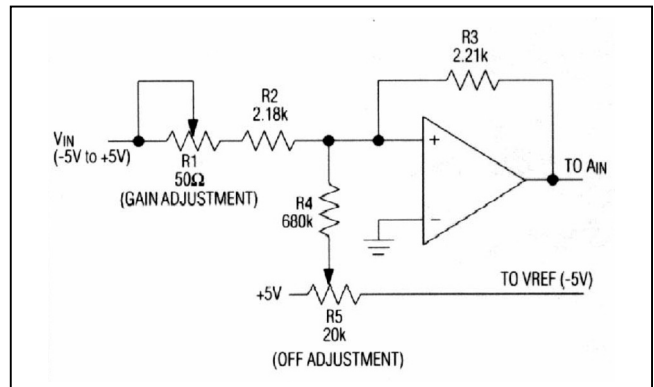 R3
2.21k
R2
2.18k
VIN
(-5V to +5V)
R1
50Ω
(GAIN ADJUSTMENT)
+
−
TO AIN
R4
680k
+5V
TO VREF (-5V)
R5
20k
(OFF ADJUSTMENT)